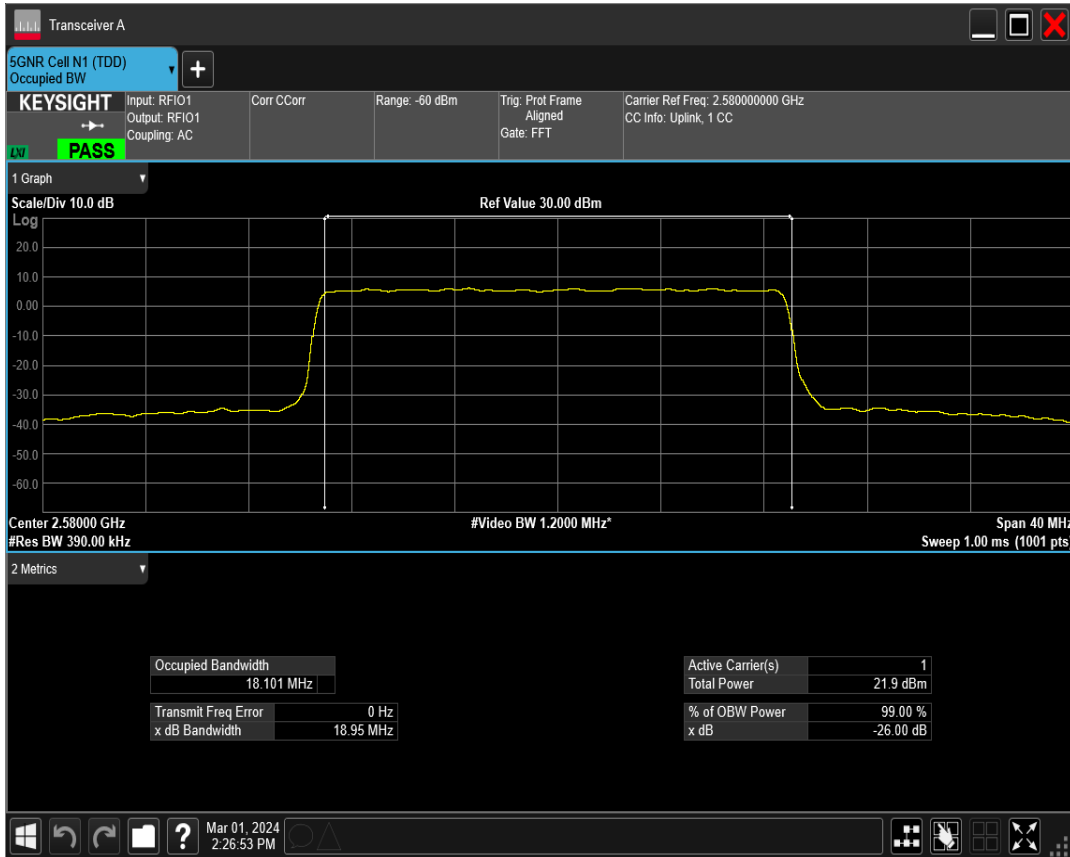 Transceiver A
5GNR Cell N1 (TDD)
Occupied BW
+
KEYSIGHT
LXI
PASS
Input: RFIO1
Output: RFIO1
Coupling: AC
Corr CCorr
Range: -60 dBm
Trig: Prot Frame
Aligned
Gate: FFT
Carrier Ref Freq: 2.580000000 GHz
CC Info: Uplink, 1 CC
1 Graph
Scale/Div 10.0 dB
Ref Value 30.00 dBm
Log
20.0
10.0
0.00
-10.0
-20.0
-30.0
-40.0
-50.0
-60.0
Center 2.58000 GHz
#Video BW 1.2000 MHz*
Span 40 MHz
#Res BW 390.00 kHz
Sweep 1.00 ms (1001 pts)
2 Metrics
Occupied Bandwidth
18.101 MHz
Transmit Freq Error 0 Hz
x dB Bandwidth 18.95 MHz
Active Carrier(s) 1
Total Power 21.9 dBm
% of OBW Power 99.00 %
x dB -26.00 dB
?
Mar 01, 2024
2:26:53 PM